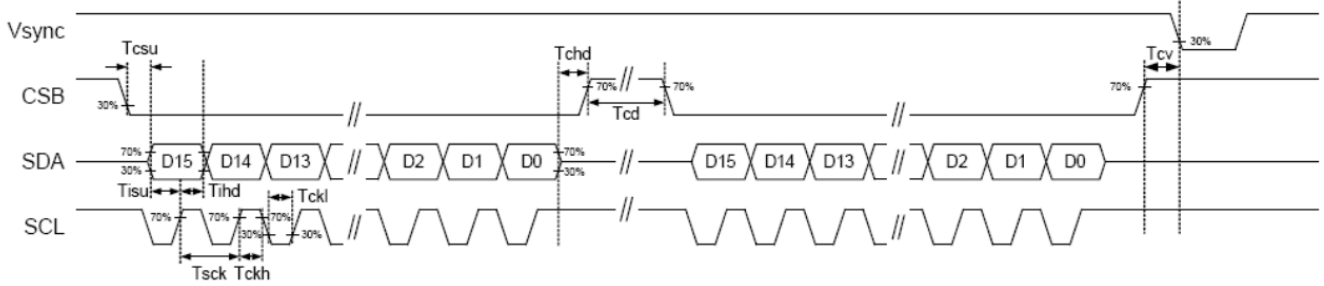 Vsync
30%
Tcsu
Tchd
Tcv
CSB
30%
70%
70%
70%
Tcd
SDA
70%
30%
D15
D14
D13
D2
D1
D0
70%
30%
D15
D14
D13
D2
D1
D0
Tisu
Tihd
Tckl
SCL
70%
70%
30%
70%
30%
Tsck
Tckh